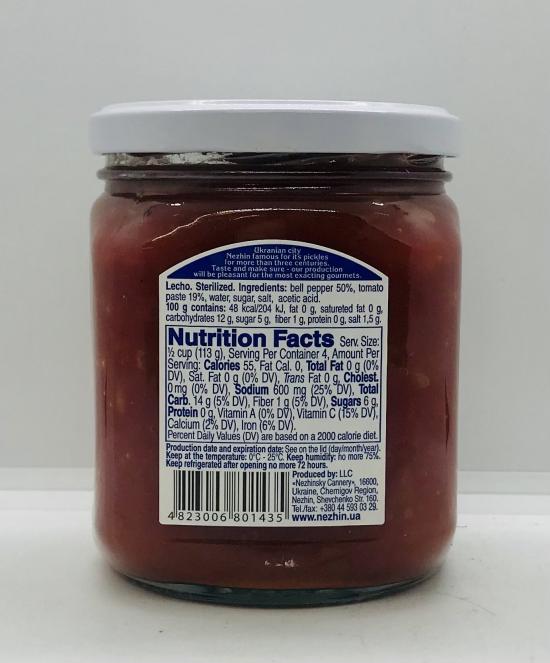 Ukranian city
Nezhin famous for it's pickles
for more than three centuries.
Taste and make sure - our production
will be pleasant for the most exacting gourmets.
Lecho. Sterilized. Ingredients: bell pepper 50%, tomato
paste 19%, water, sugar, salt, acetic acid.
100 g contains: 48 kcal/204 kJ, fat 0 g, satureted fat 0 g,
carbohydrates 12 g, sugar 5 g, fiber 1 g, protein 0 g, salt 1,5 g.
Nutrition Facts Serv. Size:
½ cup (113 g), Serving Per Container 4, Amount Per
Serving: Calories 55, Fat Cal. 0, Total Fat 0 g (0%
DV), Sat. Fat 0 g (0% DV), Trans Fat 0 g, Cholest.
0 mg (0% DV), Sodium 600 mg (25% DV), Total
Carb. 14 g (5% DV), Fiber 1 g (5% DV), Sugars 6 g,
Protein 0 g, Vitamin A (0% DV), Vitamin C (15% DV),
Calcium (2% DV), Iron (6% DV).
Percent Daily Values (DV) are based on a 2000 calorie diet.
Production date and expiration date: See on the lid (day/month/year).
Keep at the temperature: 0°C - 25°C. Keep humidity: no more 75%.
Keep refrigerated after opening no more 72 hours.
Produced by: LLC
«Nezhinsky Cannery», 16600,
Ukraine, Chernigov Region,
Nezhin, Shevchenko Str. 160.
Tel./fax: +380 44 593 03 29.
www.nezhin.ua
4 823006 801435